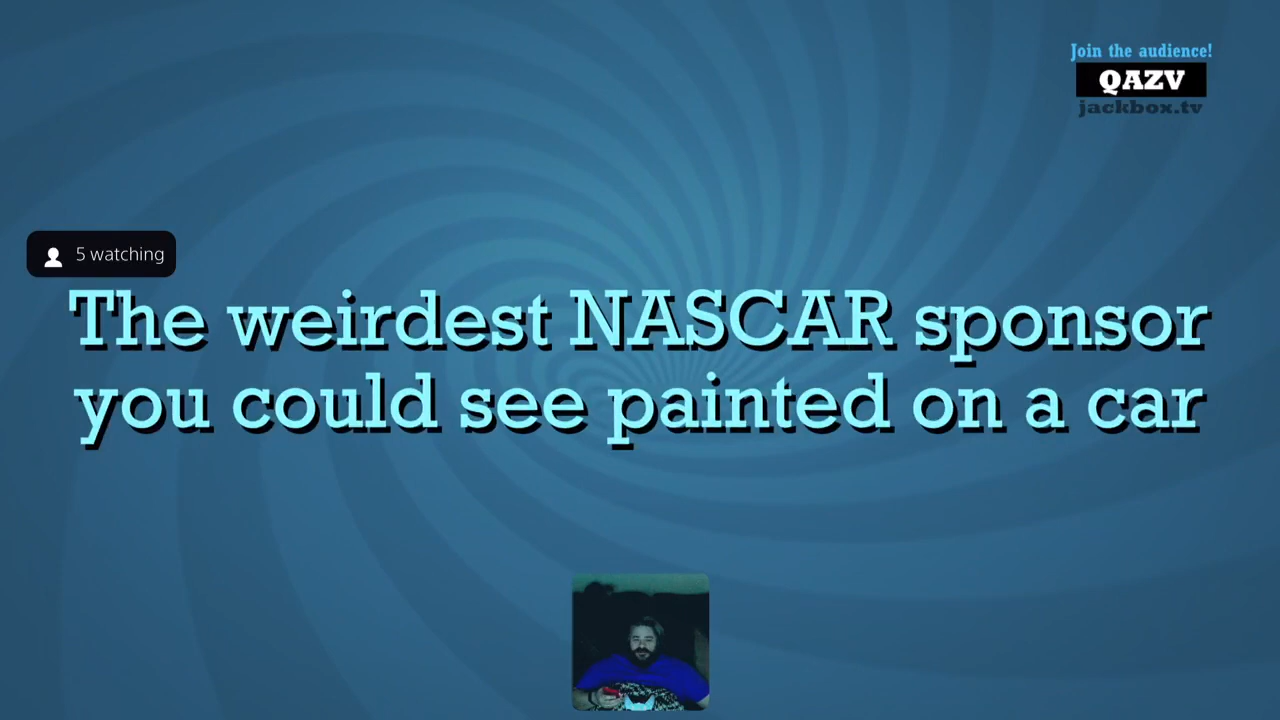 Join the audience!
QAZV
jackbox.tv
5 watching
The weirdest NASCAR sponsor
you could see painted on a car